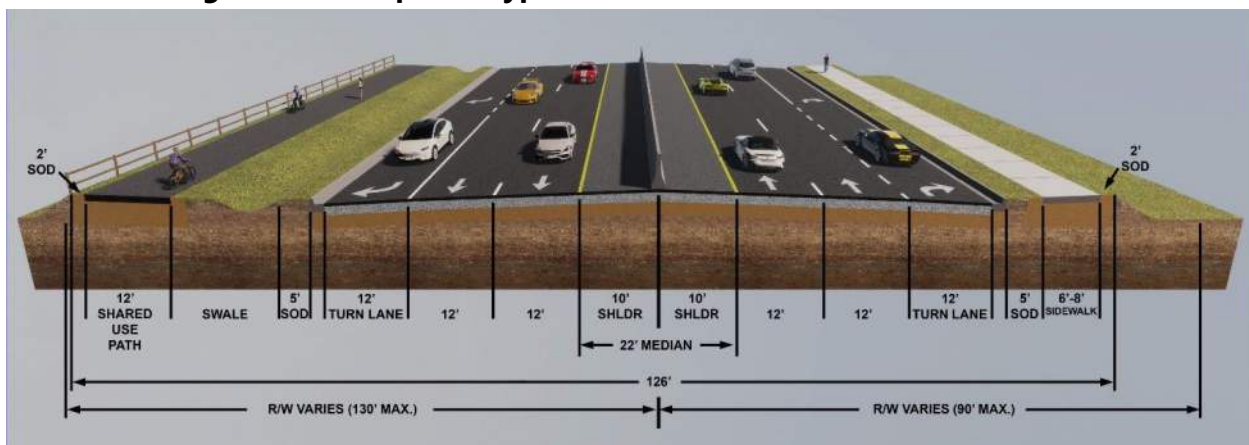 2'
SOD
2'
SOD
12'
SHARED
USE
PATH
SWALE
5'
SOD
12'
TURN LANE
12'
12'
10'
SHLDR
10'
SHLDR
12'
12'
12'
TURN LANE
5'
SOD
6'-8'
SIDEWALK
22' MEDIAN
126'
R/W VARIES (130' MAX.)
R/W VARIES (90' MAX.)